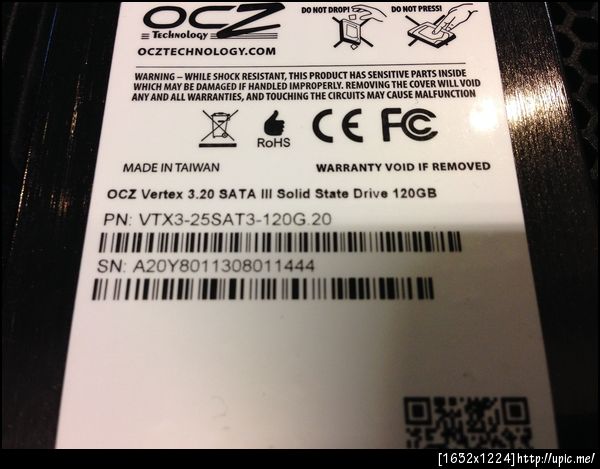 OCZ
Technology
OCZTECHNOLOGY.COM
DO NOT DROP!
DO NOT PRESS!
WARNING – WHILE SHOCK RESISTANT, THIS PRODUCT HAS SENSITIVE PARTS INSIDE
WHICH MAY BE DAMAGED IF HANDLED IMPROPERLY. REMOVING THE COVER WILL VOID
ANY AND ALL WARRANTIES, AND TOUCHING THE CIRCUITS MAY CAUSE MALFUNCTION
RoHS
CE FC
MADE IN TAIWAN
WARRANTY VOID IF REMOVED
OCZ Vertex 3.20 SATA III Solid State Drive 120GB
PN: VTX3-25SAT3-120G.20
SN: A20Y8011308011444
[1632x1224]http://upic.me/